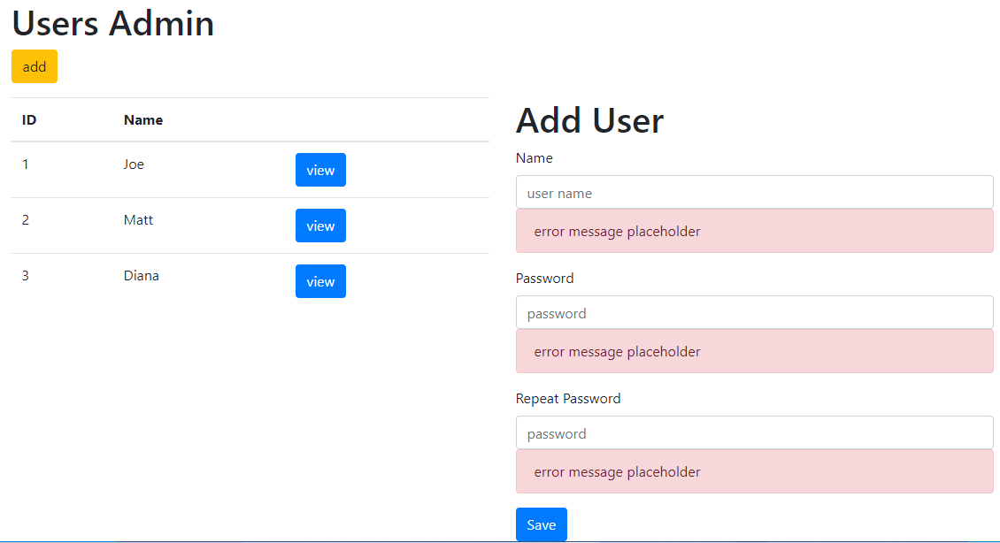 Users Admin
add
ID Name
1 Joe view
2 Matt view
3 Diana view
Add User
Name
user name
error message placeholder
Password
password
error message placeholder
Repeat Password
password
error message placeholder
Save